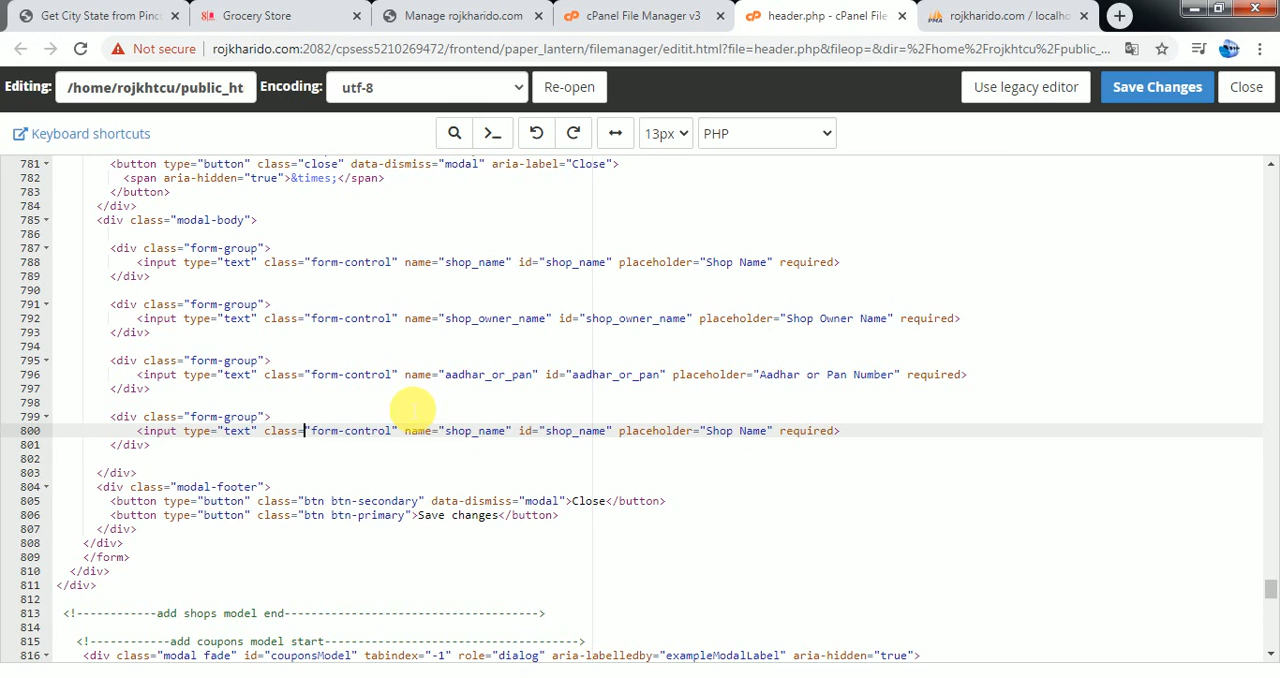 Get City State from Pinc
Grocery Store
Manage rojkharido.com
cPanel File Manager v3
header.php - cPanel File
rojkharido.com / localho
Not secure
rojkharido.com:2082/cpsess5210269472/frontend/paper_lantern/filemanager/editit.html?file=header.php&fileop=&dir=%2Fhome%2Frojkhtcu%2Fpublic_...
Editing:
/home/rojkhtcu/public_ht
Encoding:
utf-8
Re-open
Use legacy editor
Save Changes
Close
Keyboard shortcuts
13px
PHP
781 <button type="button" class="close" data-dismiss="modal" aria-label="Close">
782 <span aria-hidden="true">&times;</span>
783 </button>
784 </div>
785 <div class="modal-body">
786
787 <div class="form-group">
788 <input type="text" class="form-control" name="shop_name" id="shop_name" placeholder="Shop Name" required>
789 </div>
790
791 <div class="form-group">
792 <input type="text" class="form-control" name="shop_owner_name" id="shop_owner_name" placeholder="Shop Owner Name" required>
793 </div>
794
795 <div class="form-group">
796 <input type="text" class="form-control" name="aadhar_or_pan" id="aadhar_or_pan" placeholder="Aadhar or Pan Number" required>
797 </div>
798
799 <div class="form-group">
800 <input type="text" class="form-control" name="shop_name" id="shop_name" placeholder="Shop Name" required>
801 </div>
802
803 </div>
804 <div class="modal-footer">
805 <button type="button" class="btn btn-secondary" data-dismiss="modal">Close</button>
806 <button type="button" class="btn btn-primary">Save changes</button>
807 </div>
808 </div>
809 </form>
810 </div>
811 </div>
812
813 <!------------add shops model end-------------------------------------->
814
815 <!------------add coupons model start--------------------------------------->
816 <div class="modal fade" id="couponsModel" tabindex="-1" role="dialog" aria-labelledby="exampleModalLabel" aria-hidden="true">